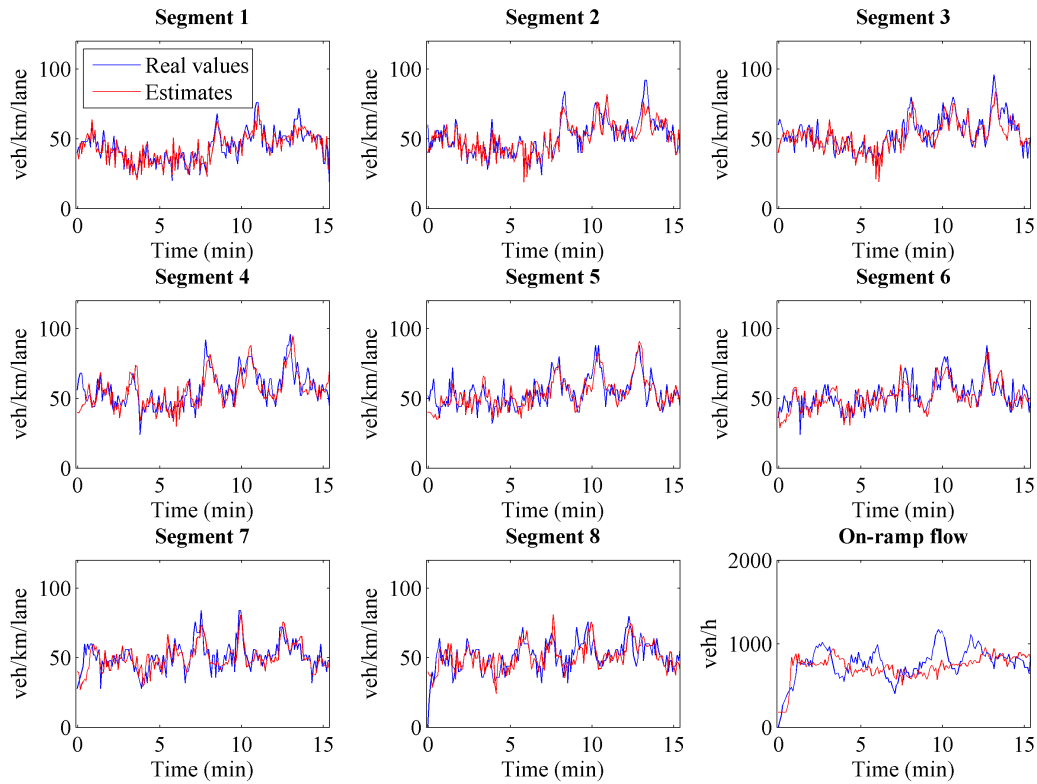 Segment 1
Segment 2
Segment 3
veh/km/lane
100
50
0
Real values
Estimates
0 5 10 15
Time (min)
veh/km/lane
100
50
0
0 5 10 15
Time (min)
veh/km/lane
100
50
0
0 5 10 15
Time (min)
Segment 4
Segment 5
Segment 6
veh/km/lane
100
50
0
0 5 10 15
Time (min)
veh/km/lane
100
50
0
0 5 10 15
Time (min)
veh/km/lane
100
50
0
0 5 10 15
Time (min)
Segment 7
Segment 8
On-ramp flow
veh/km/lane
100
50
0
0 5 10 15
Time (min)
veh/km/lane
100
50
0
0 5 10 15
Time (min)
veh/h
2000
1000
0
0 5 10 15
Time (min)